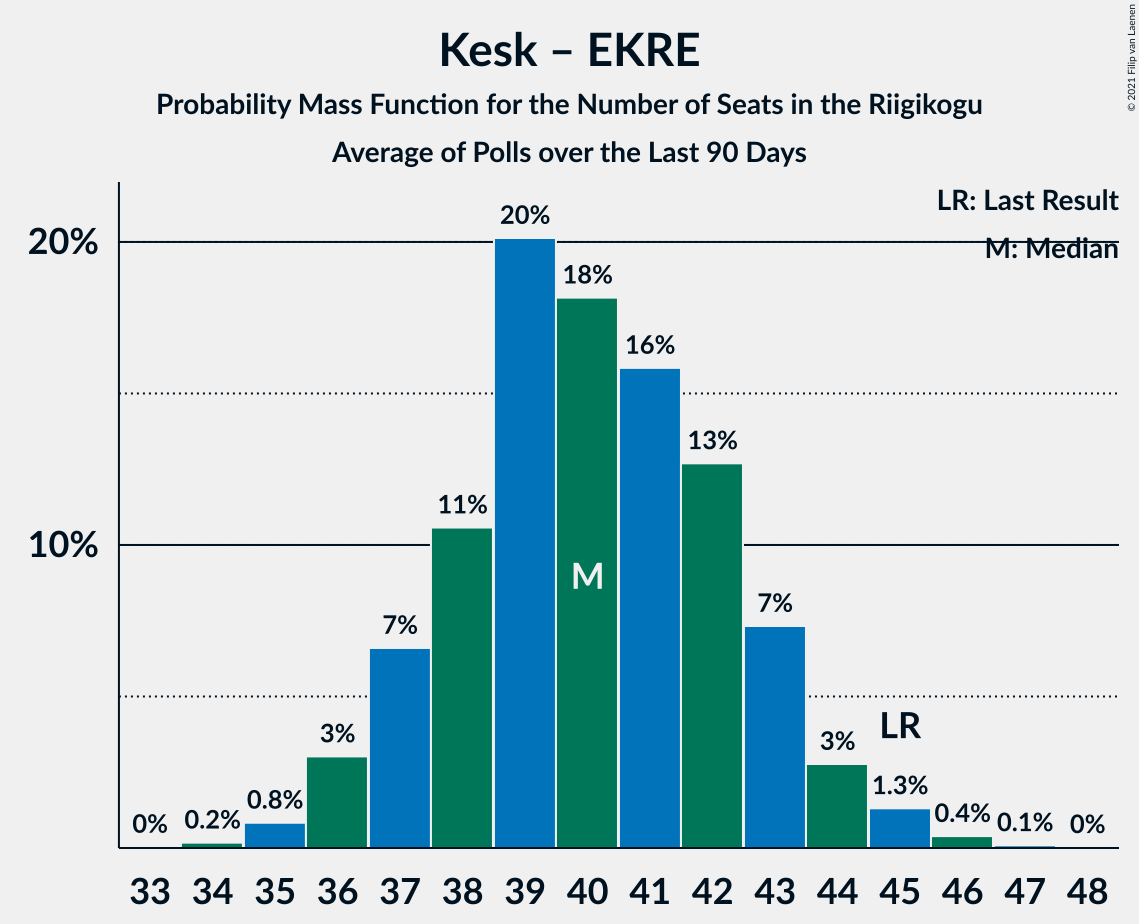 Kesk – EKRE
Probability Mass Function for the Number of Seats in the Riigikogu
Average of Polls over the Last 90 Days
© 2021 Filip van Laenen
LR: Last Result
M: Median
20%
10%
0%
0.2%
0.8%
3%
7%
11%
20%
18%
16%
13%
7%
3%
1.3%
0.4%
0.1%
0%
M
LR
33 34 35 36 37 38 39 40 41 42 43 44 45 46 47 48